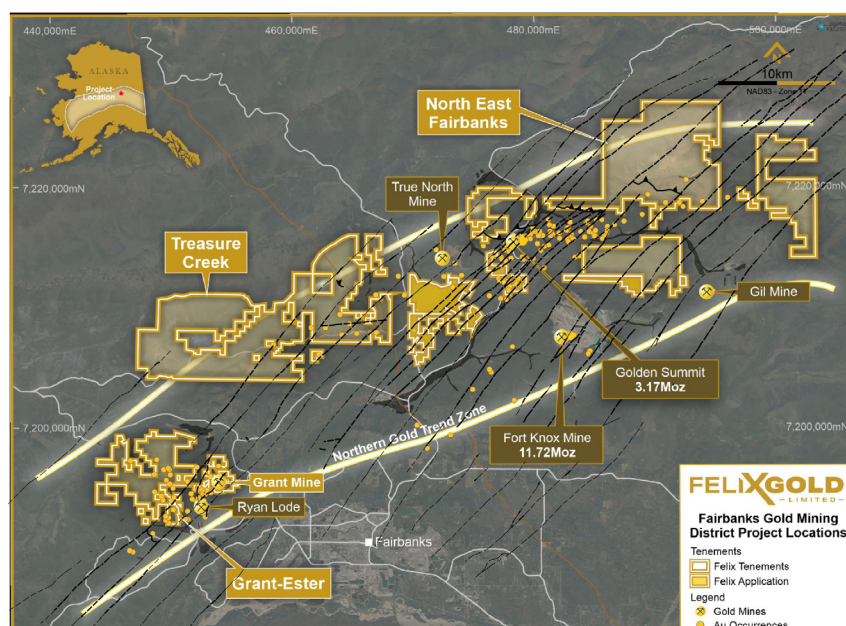 440,000mE
460,000mE
480,000mE
500,000mE
ALASKA
Project
Location
10km
NAD83 - Zone
North East
Fairbanks
7,220,000mN
7,220,000mN
True North
Mine
Treasure
Creek
Gil Mine
Golden Summit
3.17Moz
Northern Gold Trend Zone
Fort Knox Mine
11.72Moz
7,200,000mN
7,200,000mN
Grant Mine
Ryan Lode
Fairbanks
Grant-Ester
FELIXGOLD
LIMITED
Fairbanks Gold Mining
District Project Locations
Tenements
Felix Tenements
Felix Application
Legend
Gold Mines
Au Occurrences